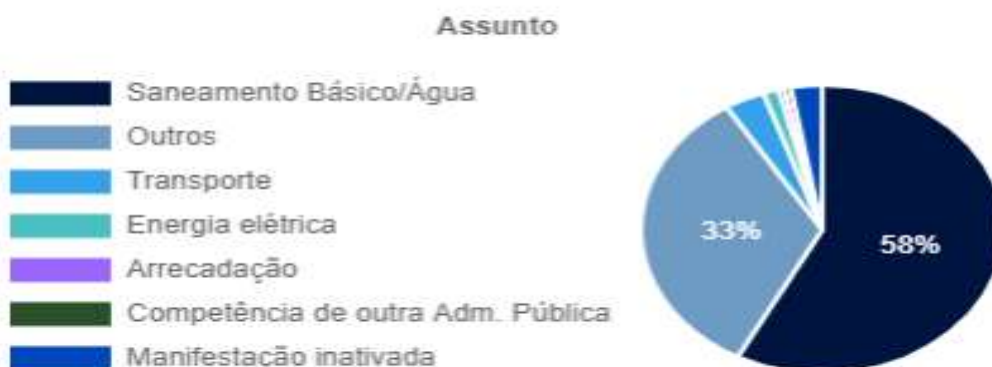 Assunto
Saneamento Básico/Água
Outros
Transporte
Energia elétrica
Arrecadação
Competência de outra Adm. Pública
Manifestação inativada
33%
58%